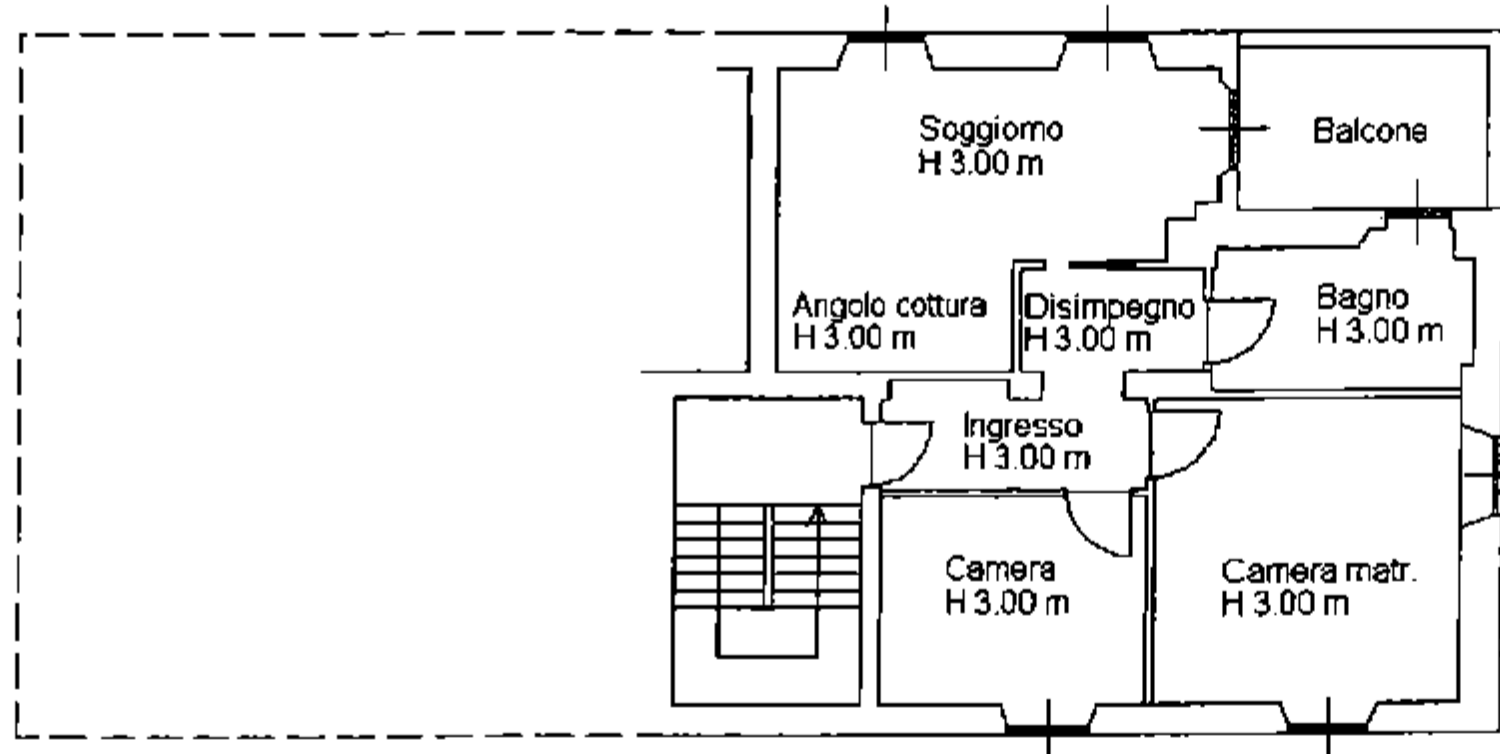 Soggiorno
H 3.00 m
Balcone
Angolo cottura
H 3.00 m
Disimpegno
H 3.00 m
Bagno
H 3.00 m
Ingresso
H 3.00 m
Camera
H 3.00 m
Camera matr.
H 3.00 m